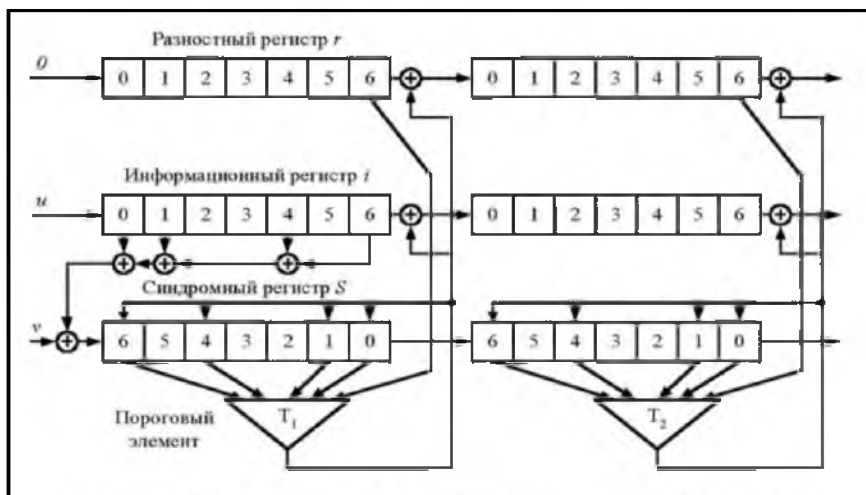 Разностный регистр r
0
0 1 2 3 4 5 6
0 1 2 3 4 5 6
Информационный регистр i
u
0 1 2 3 4 5 6
0 1 2 3 4 5 6
Синдромный регистр S
v
6 5 4 3 2 1 0
6 5 4 3 2 1 0
Пороговый
элемент
T1
T2